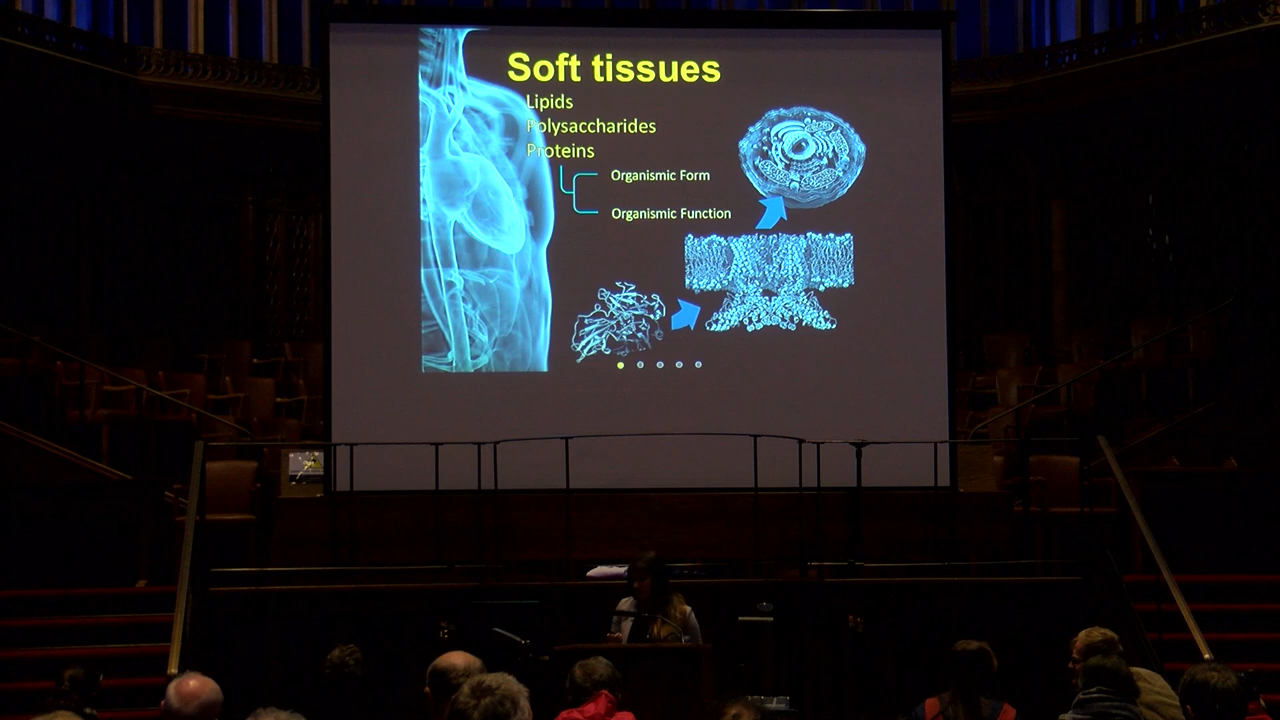 Soft tissues
Lipids
Polysaccharides
Proteins
Organismic Form
Organismic Function